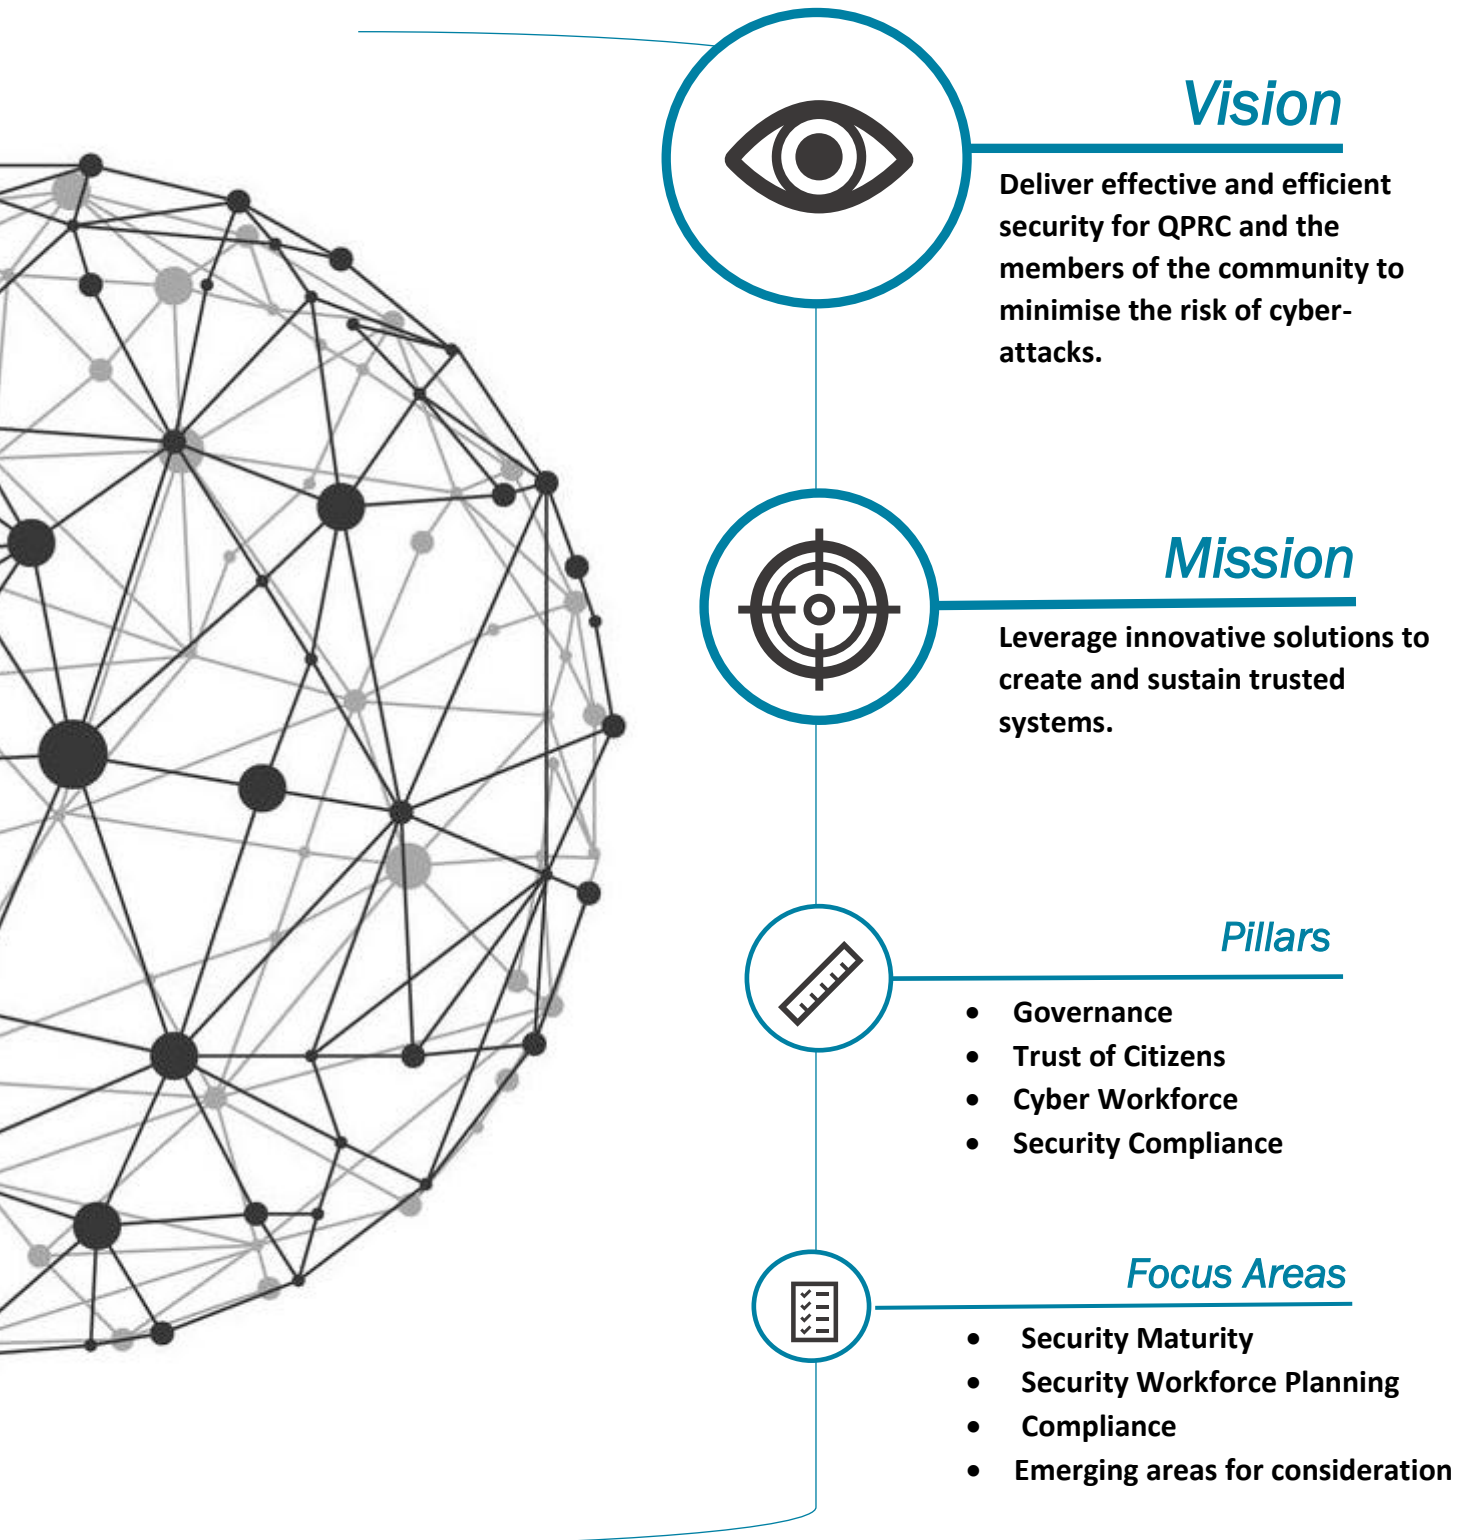 Vision
Deliver effective and efficient
security for QPRC and the
members of the community to
minimise the risk of cyber-
attacks.
Mission
Leverage innovative solutions to
create and sustain trusted
systems.
Pillars
• Governance
• Trust of Citizens
• Cyber Workforce
• Security Compliance
Focus Areas
• Security Maturity
• Security Workforce Planning
• Compliance
• Emerging areas for consideration